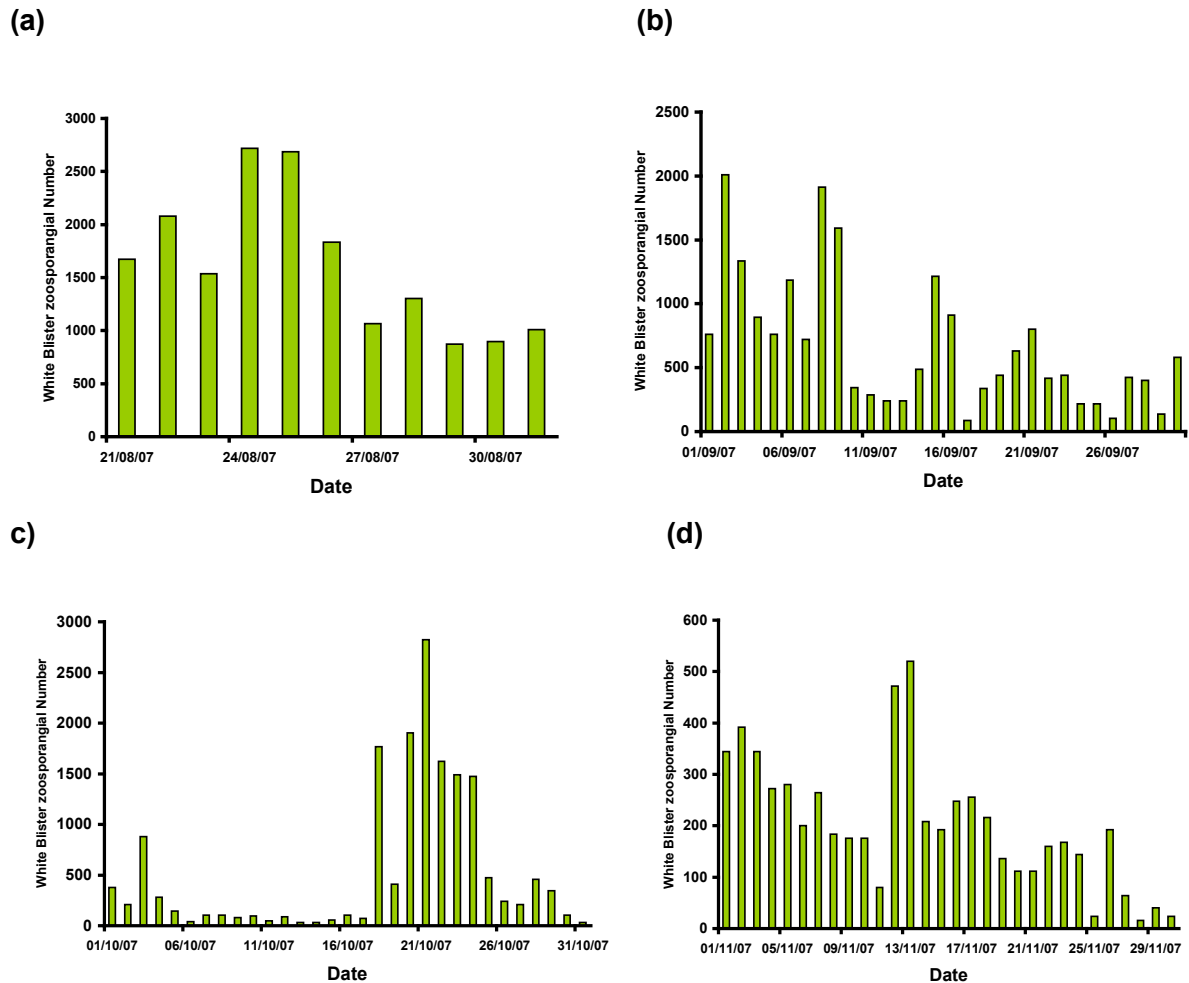 (a)
White Blister zoosporangial Number
3000
2500
2000
1500
1000
500
0
21/08/07 24/08/07 27/08/07 30/08/07
Date
(b)
White Blister zoosporangial Number
2500
2000
1500
1000
500
0
01/09/07 06/09/07 11/09/07 16/09/07 21/09/07 26/09/07
Date
c)
White Blister zoosporangial Number
3000
2500
2000
1500
1000
500
0
01/10/07 06/10/07 11/10/07 16/10/07 21/10/07 26/10/07 31/10/07
Date
(d)
White Blister zoosporangial Number
600
500
400
300
200
100
0
01/11/07 05/11/07 09/11/07 13/11/07 17/11/07 21/11/07 25/11/07 29/11/07
Date